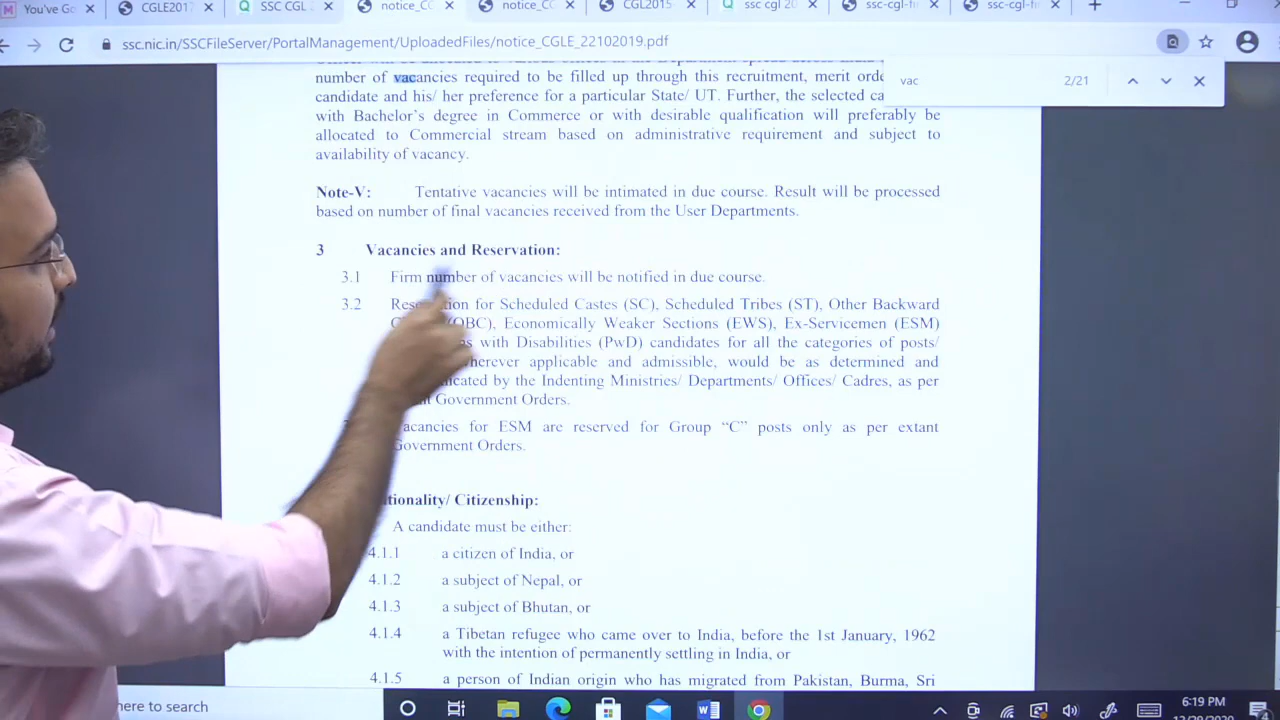 You've Go
CGLE2017
SSC CGL
notice_CC
notice_CC
CGL2015-
ssc cgl 20
ssc-cgl-fi
ssc-cgl-fi
ssc.nic.in/SSCFileServer/PortalManagement/UploadedFiles/notice_CGLE_22102019.pdf
vac
2/21
number of vacancies required to be filled up through this recruitment, merit orde
candidate and his/ her preference for a particular State/ UT. Further, the selected ca
with Bachelor's degree in Commerce or with desirable qualification will preferably be
allocated to Commercial stream based on administrative requirement and subject to
availability of vacancy.
Note-V: Tentative vacancies will be intimated in due course. Result will be processed
based on number of final vacancies received from the User Departments.
3 Vacancies and Reservation:
3.1 Firm number of vacancies will be notified in due course.
3.2 for Scheduled Castes (SC), Scheduled Tribes (ST), Other Backward
(OBC), Economically Weaker Sections (EWS), Ex-Servicemen (ESM)
with Disabilities (PwD) candidates for all the categories of posts/
wherever applicable and admissible, would be as determined and
by the Indenting Ministries/ Departments/ Offices/ Cadres, as per
Government Orders.
acancies for ESM are reserved for Group “C” posts only as per extant
Government Orders.
tionality/ Citizenship:
A candidate must be either:
4.1.1 a citizen of India, or
4.1.2 a subject of Nepal, or
4.1.3 a subject of Bhutan, or
4.1.4 a Tibetan refugee who came over to India, before the 1st January, 1962
with the intention of permanently settling in India, or
4.1.5 a person of Indian origin who has migrated from Pakistan, Burma, Sri
here to search
6:19 PM